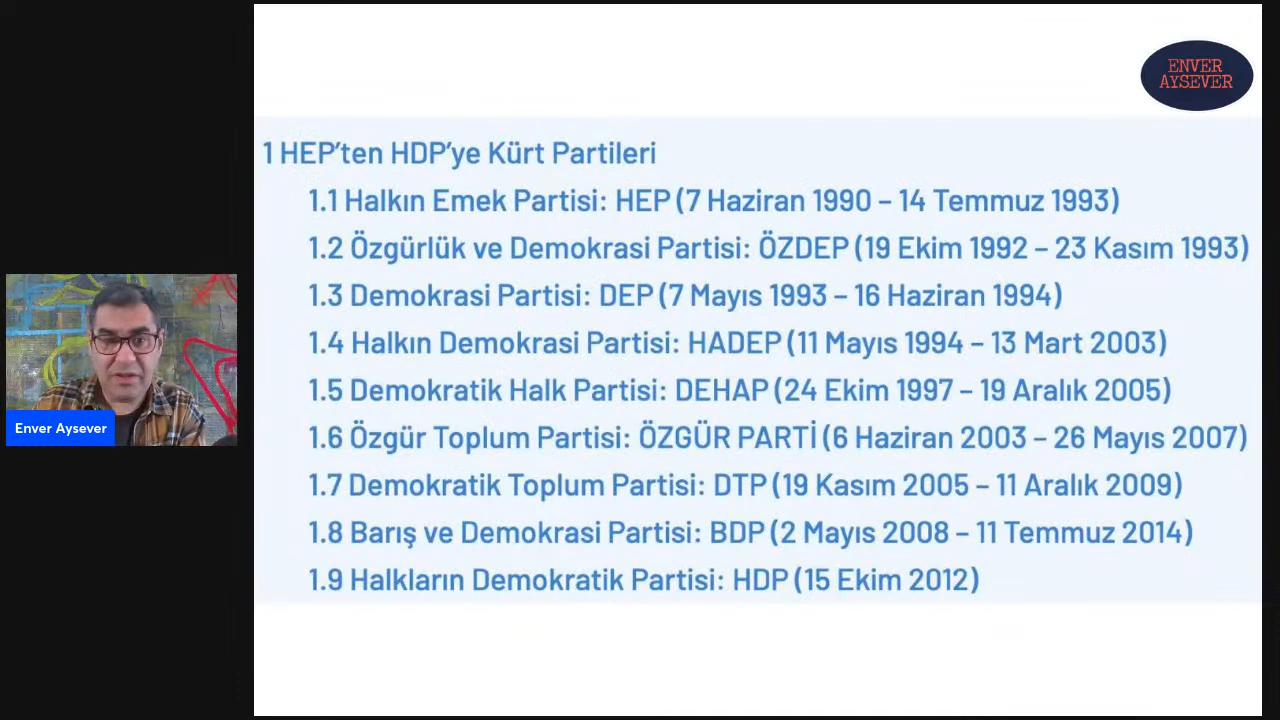 ENVER
AYSEVER
1 HEP'ten HDP'ye Kürt Partileri
1.1 Halkın Emek Partisi: HEP (7 Haziran 1990 – 14 Temmuz 1993)
1.2 Özgürlük ve Demokrasi Partisi: ÖZDEP (19 Ekim 1992 – 23 Kasım 1993)
1.3 Demokrasi Partisi: DEP (7 Mayıs 1993 – 16 Haziran 1994)
1.4 Halkın Demokrasi Partisi: HADEP (11 Mayıs 1994 – 13 Mart 2003)
1.5 Demokratik Halk Partisi: DEHAP (24 Ekim 1997 – 19 Aralık 2005)
1.6 Özgür Toplum Partisi: ÖZGÜR PARTİ (6 Haziran 2003 – 26 Mayıs 2007)
1.7 Demokratik Toplum Partisi: DTP (19 Kasım 2005 – 11 Aralık 2009)
1.8 Barış ve Demokrasi Partisi: BDP (2 Mayıs 2008 – 11 Temmuz 2014)
1.9 Halkların Demokratik Partisi: HDP (15 Ekim 2012)
Enver Aysever